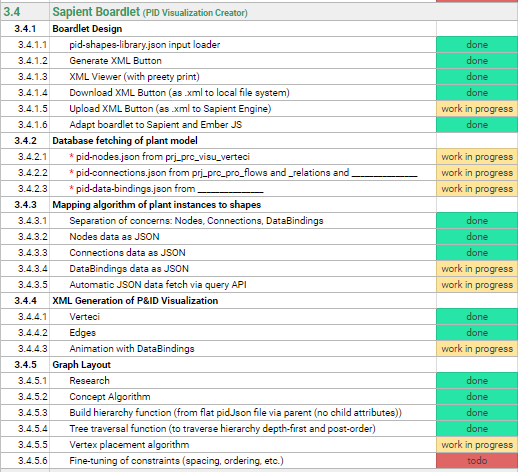 3.4 Sapient Boardlet (PID Visualization Creator)
3.4.1 Boardlet Design
3.4.1.1 pid-shapes-library.json input loader done
3.4.1.2 Generate XML Button done
3.4.1.3 XML Viewer (with preety print) done
3.4.1.4 Download XML Button (as .xml to local file system) done
3.4.1.5 Upload XML Button (as .xml to Sapient Engine) work in progress
3.4.1.6 Adapt boardlet to Sapient and Ember JS done
3.4.2 Database fetching of plant model
3.4.2.1 * pid-nodes.json from prj_prc_visu_verteci work in progress
3.4.2.2 * pid-connections.json from prj_prc_pro_flows and _relations and ______________ work in progress
3.4.2.3 * pid-data-bindings.json from ______________ work in progress
3.4.3 Mapping algorithm of plant instances to shapes
3.4.3.1 Separation of concerns: Nodes, Connections, DataBindings done
3.4.3.2 Nodes data as JSON done
3.4.3.3 Connections data as JSON done
3.4.3.4 DataBindings data as JSON work in progress
3.4.3.5 Automatic JSON data fetch via query API work in progress
3.4.4 XML Generation of P&ID Visualization
3.4.4.1 Verteci done
3.4.4.2 Edges done
3.4.4.3 Animation with DataBindings work in progress
3.4.5 Graph Layout
3.4.5.1 Research done
3.4.5.2 Concept Algorithm done
3.4.5.3 Build hierarchy function (from flat pidJson file via parent (no child attributes)) done
3.4.5.4 Tree traversal function (to traverse hierarchy depth-first and post-order) done
3.4.5.5 Vertex placement algorithm work in progress
3.4.5.6 Fine-tuning of constraints (spacing, ordering, etc.) todo